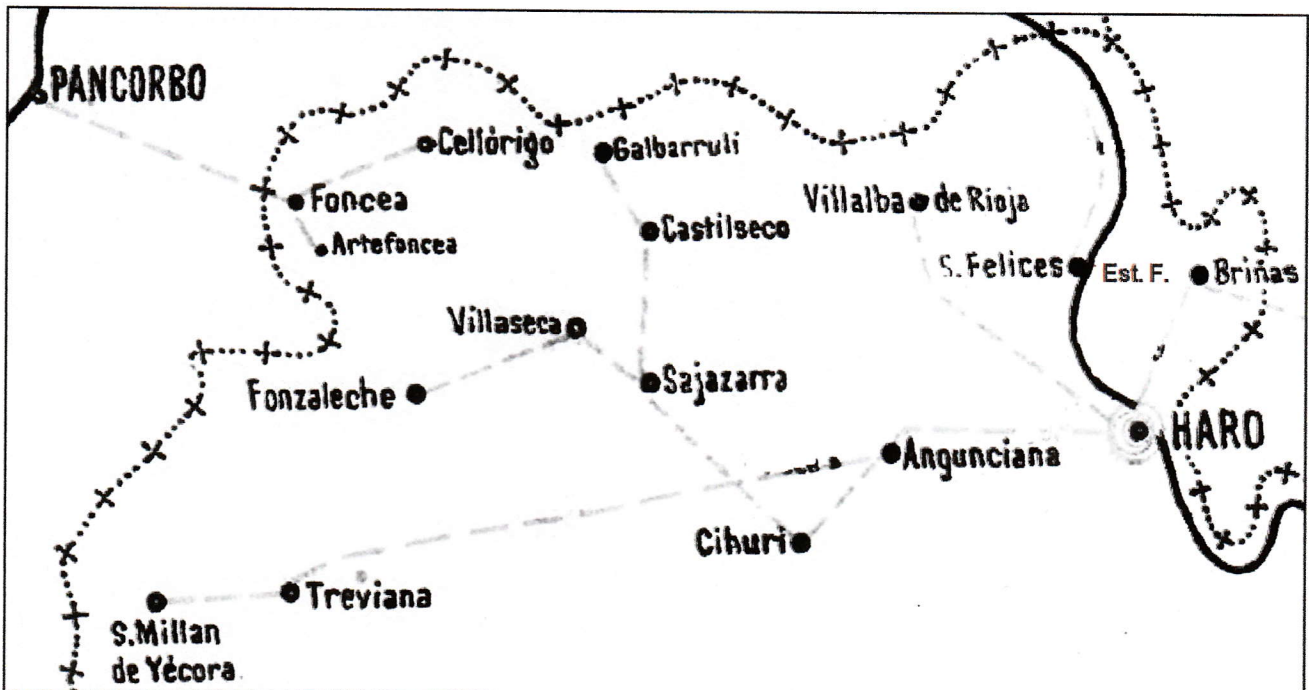 PANCORBO
Cellórigo
Galbarruli
Foncea
Villalba de Rioja
Artefoncea
Castilseco
S. Felices
Est. F.
Briñas
Villaseca
Sajazarra
Fonzaleche
HARO
Angunciana
Cihuri
Treviana
S. Millan
de Yécora